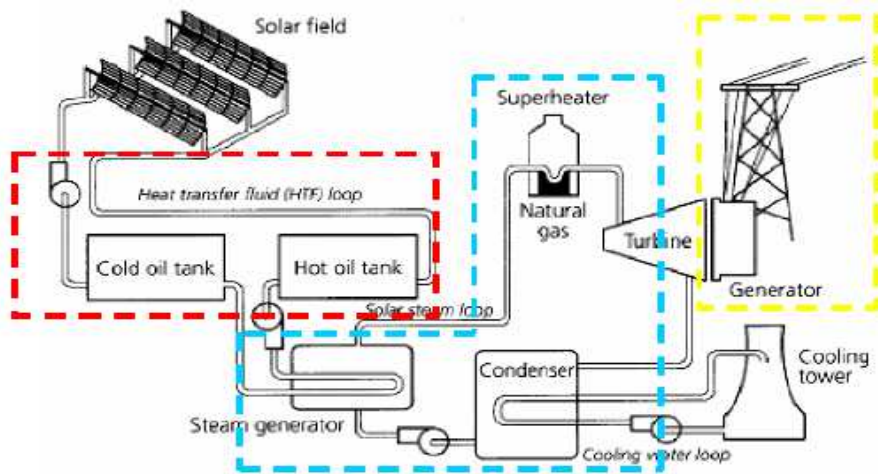 Solar field
Superheater
Heat transfer fluid (HTF) loop
Natural
gas
Turbine
Cold oil tank
Hot oil tank
Generator
Solar steam loop
Condenser
Cooling
tower
Steam generator
Cooling water loop